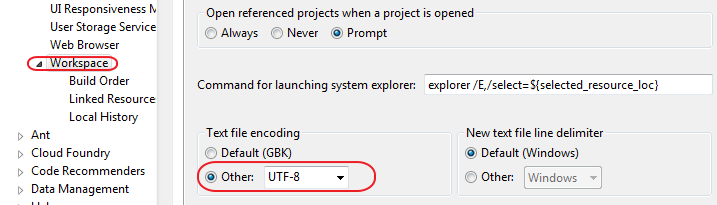 UI Responsiveness M
User Storage Service
Web Browser
Workspace
Build Order
Linked Resource
Local History
Ant
Cloud Foundry
Code Recommenders
Data Management
Open referenced projects when a project is opened
Always Never Prompt
Command for launching system explorer: explorer /E,/select=${selected_resource_loc}
Text file encoding
Default (GBK)
Other: UTF-8
New text file line delimiter
Default (Windows)
Other: Windows